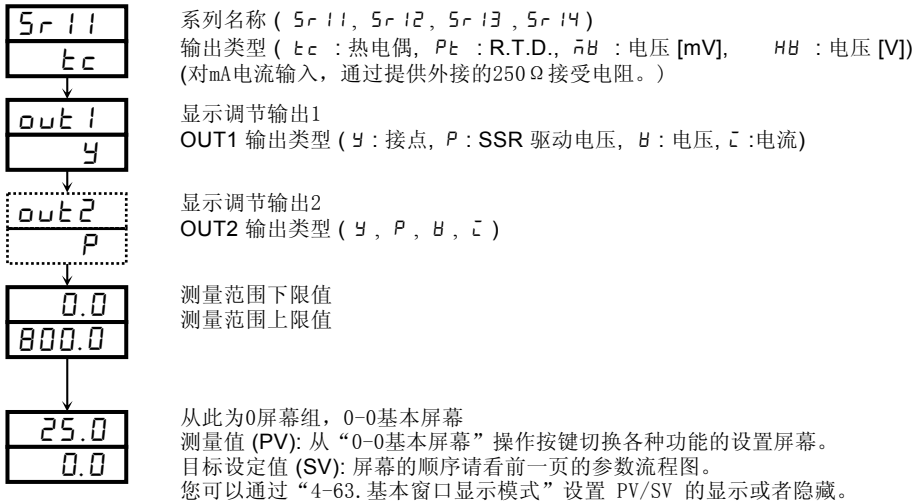 Sr11
tc
系列名称 ( Sr11, Sr12, Sr13 , Sr14 )
输出类型 ( tc :热电偶, Pt : R.T.D., m̄V : 电压 [mV], HV : 电压 [V])
(对mA电流输入，通过提供外接的250Ω接受电阻。)
out1
Y
显示调节输出1
OUT1 输出类型 ( Y : 接点, P : SSR 驱动电压, V : 电压, I :电流)
out2
P
显示调节输出2
OUT2 输出类型 ( Y , P , V , I )
0.0
800.0
测量范围下限值
测量范围上限值
25.0
0.0
从此为0屏幕组，0-0基本屏幕
测量值 (PV): 从“0-0基本屏幕”操作按键切换各种功能的设置屏幕。
目标设定值 (SV): 屏幕的顺序请看前一页的参数流程图。
您可以通过“4-63.基本窗口显示模式”设置 PV/SV 的显示或者隐藏。